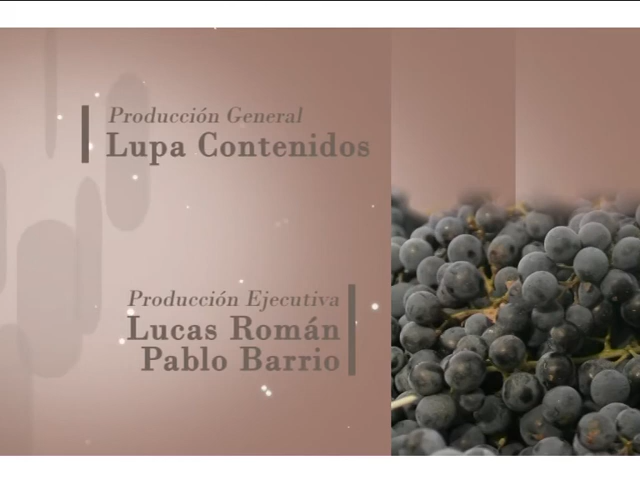 Producción General
Lupa Contenidos
Producción Ejecutiva
Lucas Román
Pablo Barrio